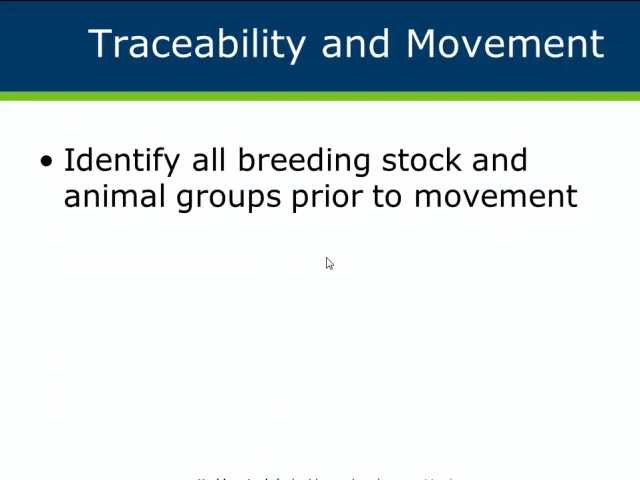 Traceability and Movement
• Identify all breeding stock and
animal groups prior to movement